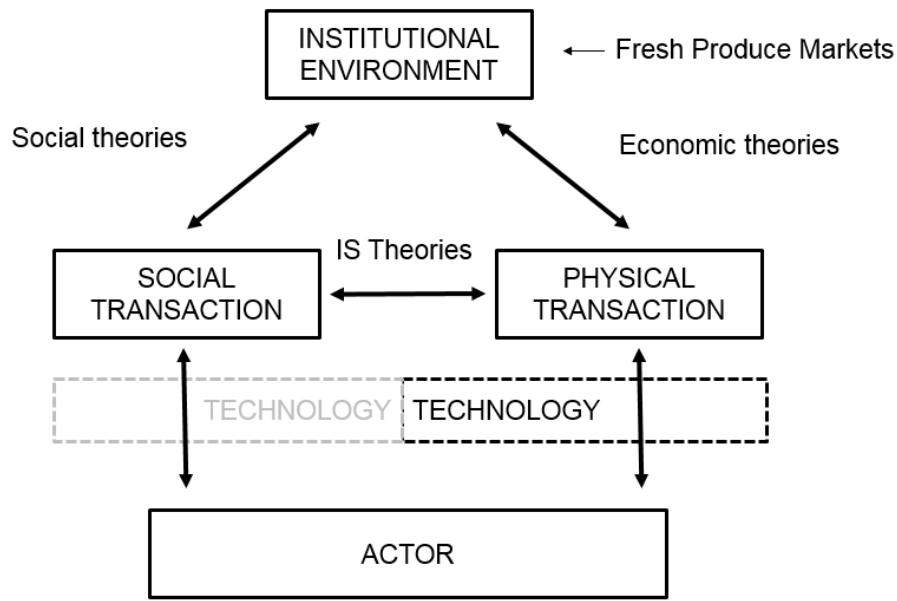 INSTITUTIONAL
ENVIRONMENT
Fresh Produce Markets
Social theories
Economic theories
IS Theories
SOCIAL
TRANSACTION
PHYSICAL
TRANSACTION
TECHNOLOGY
TECHNOLOGY
ACTOR